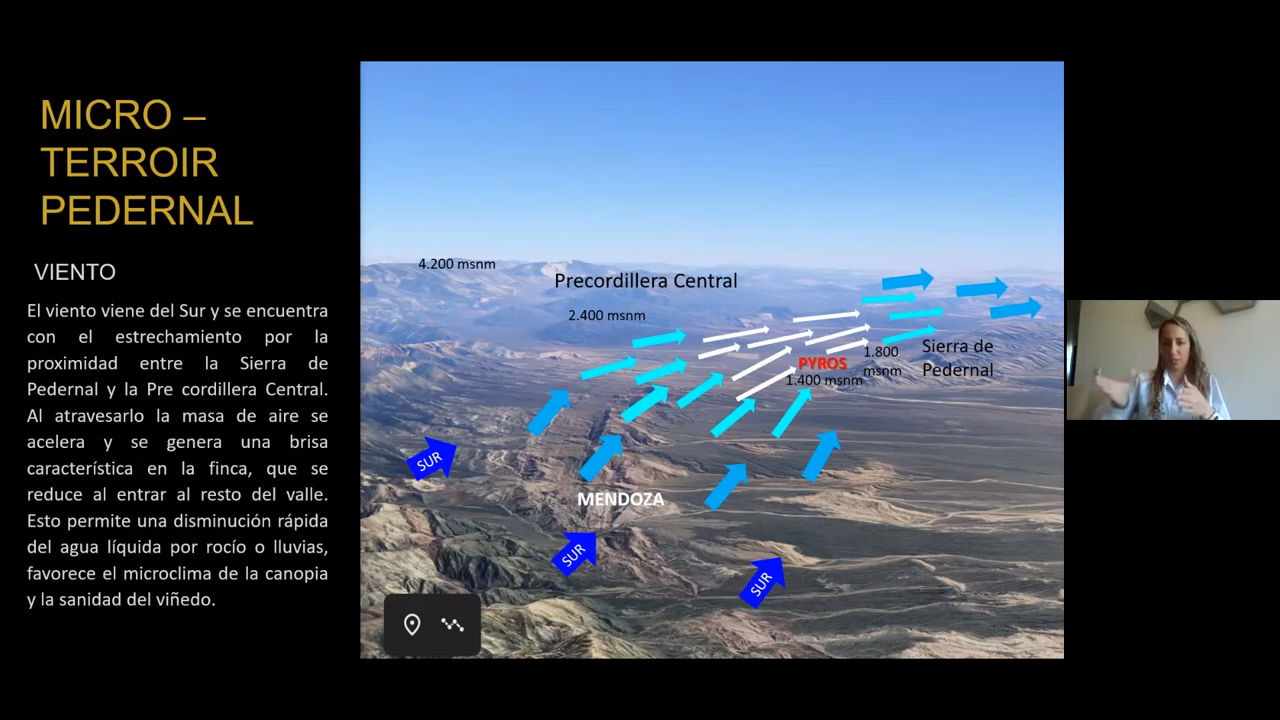 MICRO –
TERROIR
PEDERNAL
VIENTO
El viento viene del Sur y se encuentra
con el estrechamiento por la
proximidad entre la Sierra de
Pedernal y la Pre cordillera Central.
Al atravesarlo la masa de aire se
acelera y se genera una brisa
característica en la finca, que se
reduce al entrar al resto del valle.
Esto permite una disminución rápida
del agua líquida por rocío o lluvias,
favorece el microclima de la canopia
y la sanidad del viñedo.
4.200 msnm
Precordillera Central
2.400 msnm
PYROS
1.400 msnm
1.800
msnm
Sierra de
Pedernal
SUR
MENDOZA
SUR
SUR